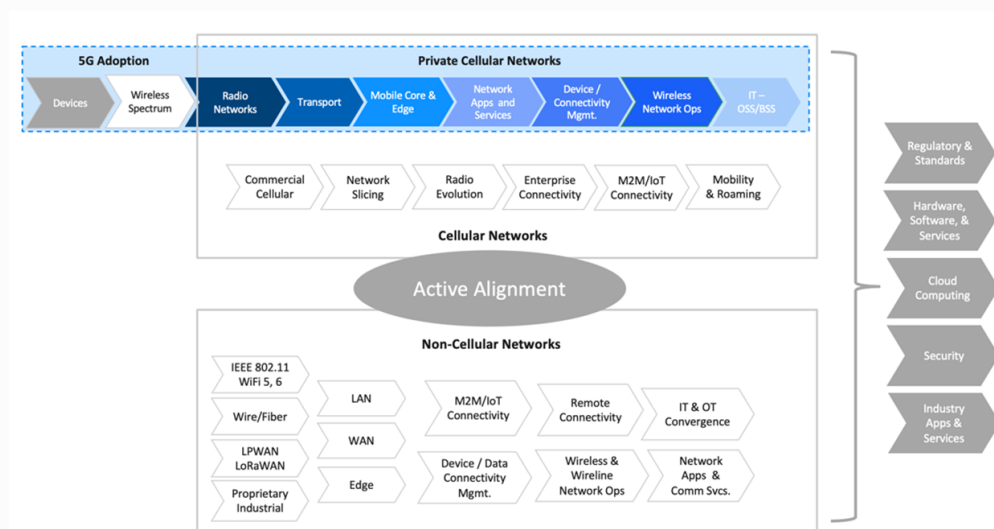 5G Adoption
Private Cellular Networks
Devices
Wireless
Spectrum
Radio
Networks
Transport
Mobile Core &
Edge
Network
Apps and
Services
Device /
Connectivity
Mgmt.
Wireless
Network Ops
IT –
OSS/BSS
Commercial
Cellular
Network
Slicing
Radio
Evolution
Enterprise
Connectivity
M2M/IoT
Connectivity
Mobility
& Roaming
Cellular Networks
Active Alignment
Non-Cellular Networks
IEEE 802.11
WiFi 5, 6
Wire/Fiber
LPWAN
LoRaWAN
Proprietary
Industrial
LAN
WAN
Edge
M2M/IoT
Connectivity
Remote
Connectivity
IT & OT
Convergence
Device / Data
Connectivity
Mgmt.
Wireless &
Wireline
Network Ops
Network
Apps &
Comm Svcs.
Regulatory &
Standards
Hardware,
Software, &
Services
Cloud
Computing
Security
Industry
Apps &
Services